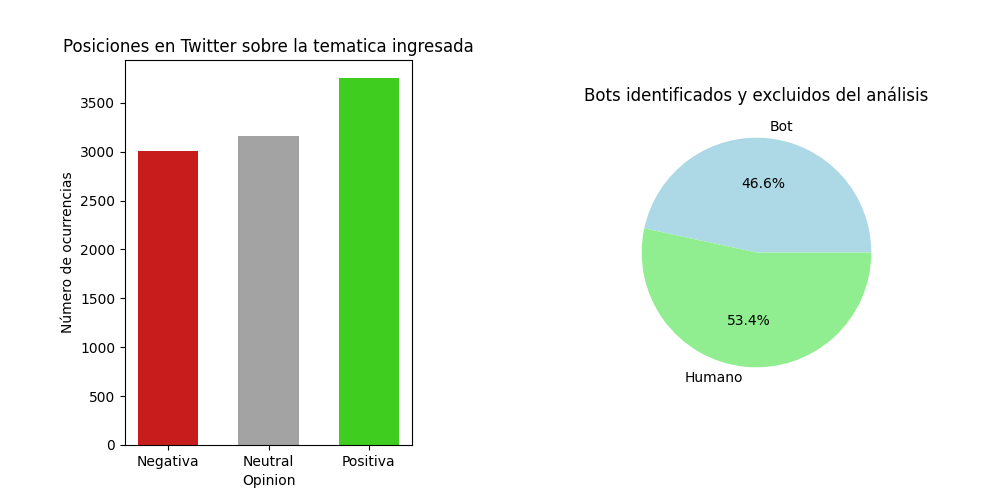 Posiciones en Twitter sobre la tematica ingresada
Número de ocurrencias
3500
3000
2500
2000
1500
1000
500
0
Negativa
Neutral
Positiva
Opinion
Bots identificados y excluidos del análisis
Bot
46.6%
53.4%
Humano